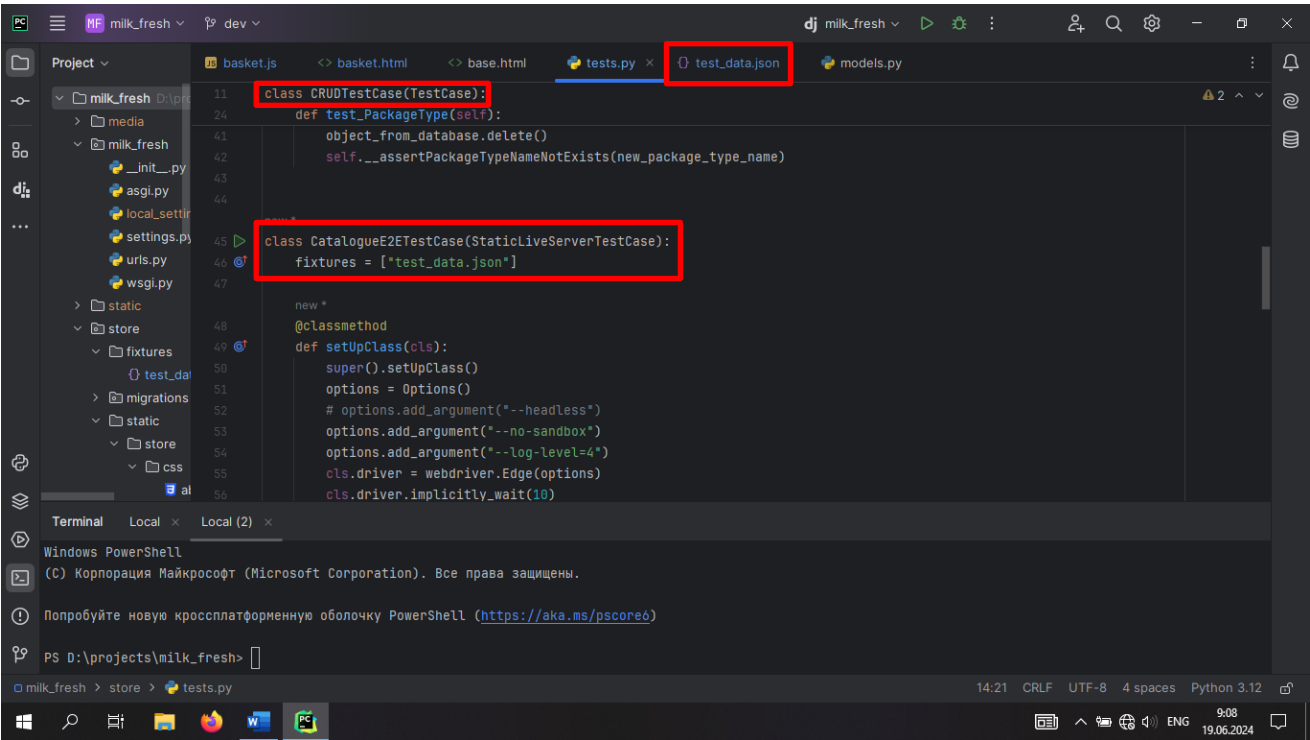 PC MF milk_fresh dev dj milk_fresh
Project basket.js <> basket.html <> base.html tests.py × {} test_data.json models.py
milk_fresh D:\pro
media
milk_fresh
__init__.py
asgi.py
local_settin
settings.py
urls.py
wsgi.py
static
store
fixtures
{} test_dat
migrations
static
store
css
11 class CRUDTestCase(TestCase): 2
24 def test_PackageType(self):
41 object_from_database.delete()
42 self.__assertPackageTypeNameNotExists(new_package_type_name)
43
44
45 class CatalogueE2ETestCase(StaticLiveServerTestCase):
46 fixtures = ["test_data.json"]
47
new *
48 @classmethod
49 def setUpClass(cls):
50 super().setUpClass()
51 options = Options()
52 # options.add_argument("--headless")
53 options.add_argument("--no-sandbox")
54 options.add_argument("--log-level=4")
55 cls.driver = webdriver.Edge(options)
56 cls.driver.implicitly_wait(10)
Terminal Local × Local (2) ×
Windows PowerShell
(C) Корпорация Майкрософт (Microsoft Corporation). Все права защищены.
Попробуйте новую кроссплатформенную оболочку PowerShell (https://aka.ms/pscore6)
PS D:\projects\milk_fresh>
milk_fresh > store > tests.py 14:21 CRLF UTF-8 4 spaces Python 3.12
ENG 9:08
19.06.2024